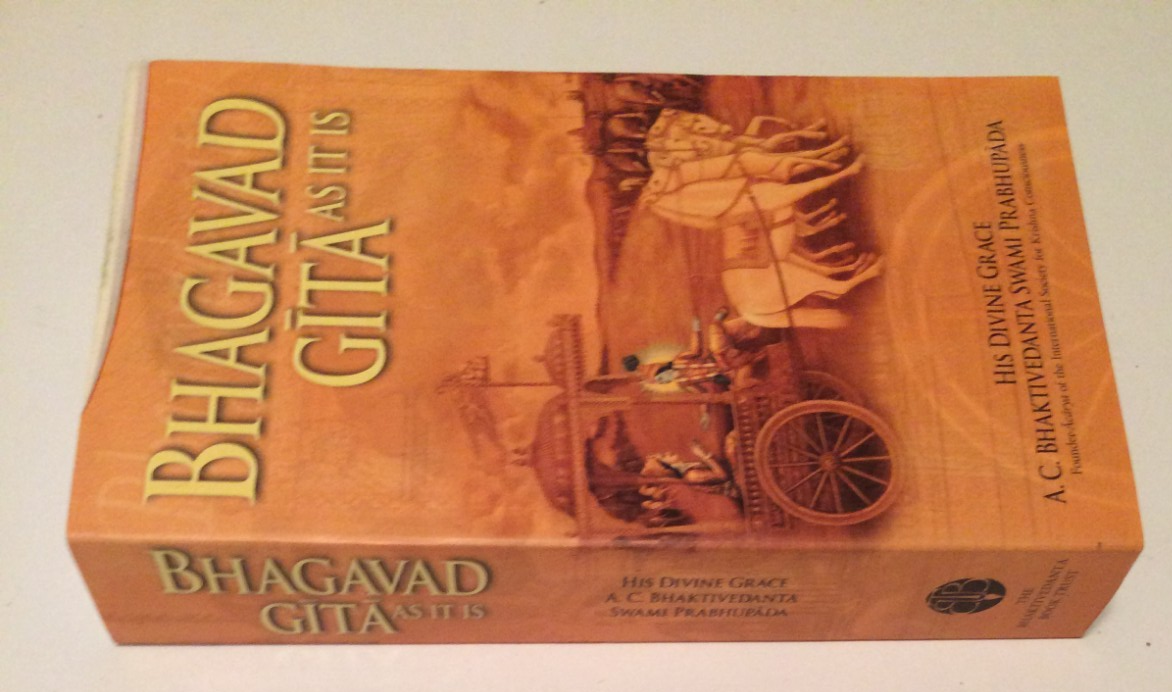 BHAGAVAD
GĪTĀ AS IT IS
HIS DIVINE GRACE
A. C. BHAKTIVEDANTA SWAMI PRABHUPĀDA
Founder-Ācārya of the International Society for Krishna Consciousness
BHAGAVAD
GĪTĀ AS IT IS
HIS DIVINE GRACE
A. C. BHAKTIVEDANTA
SWAMI PRABHUPĀDA
THE
BHAKTIVEDANTA
BOOK TRUST